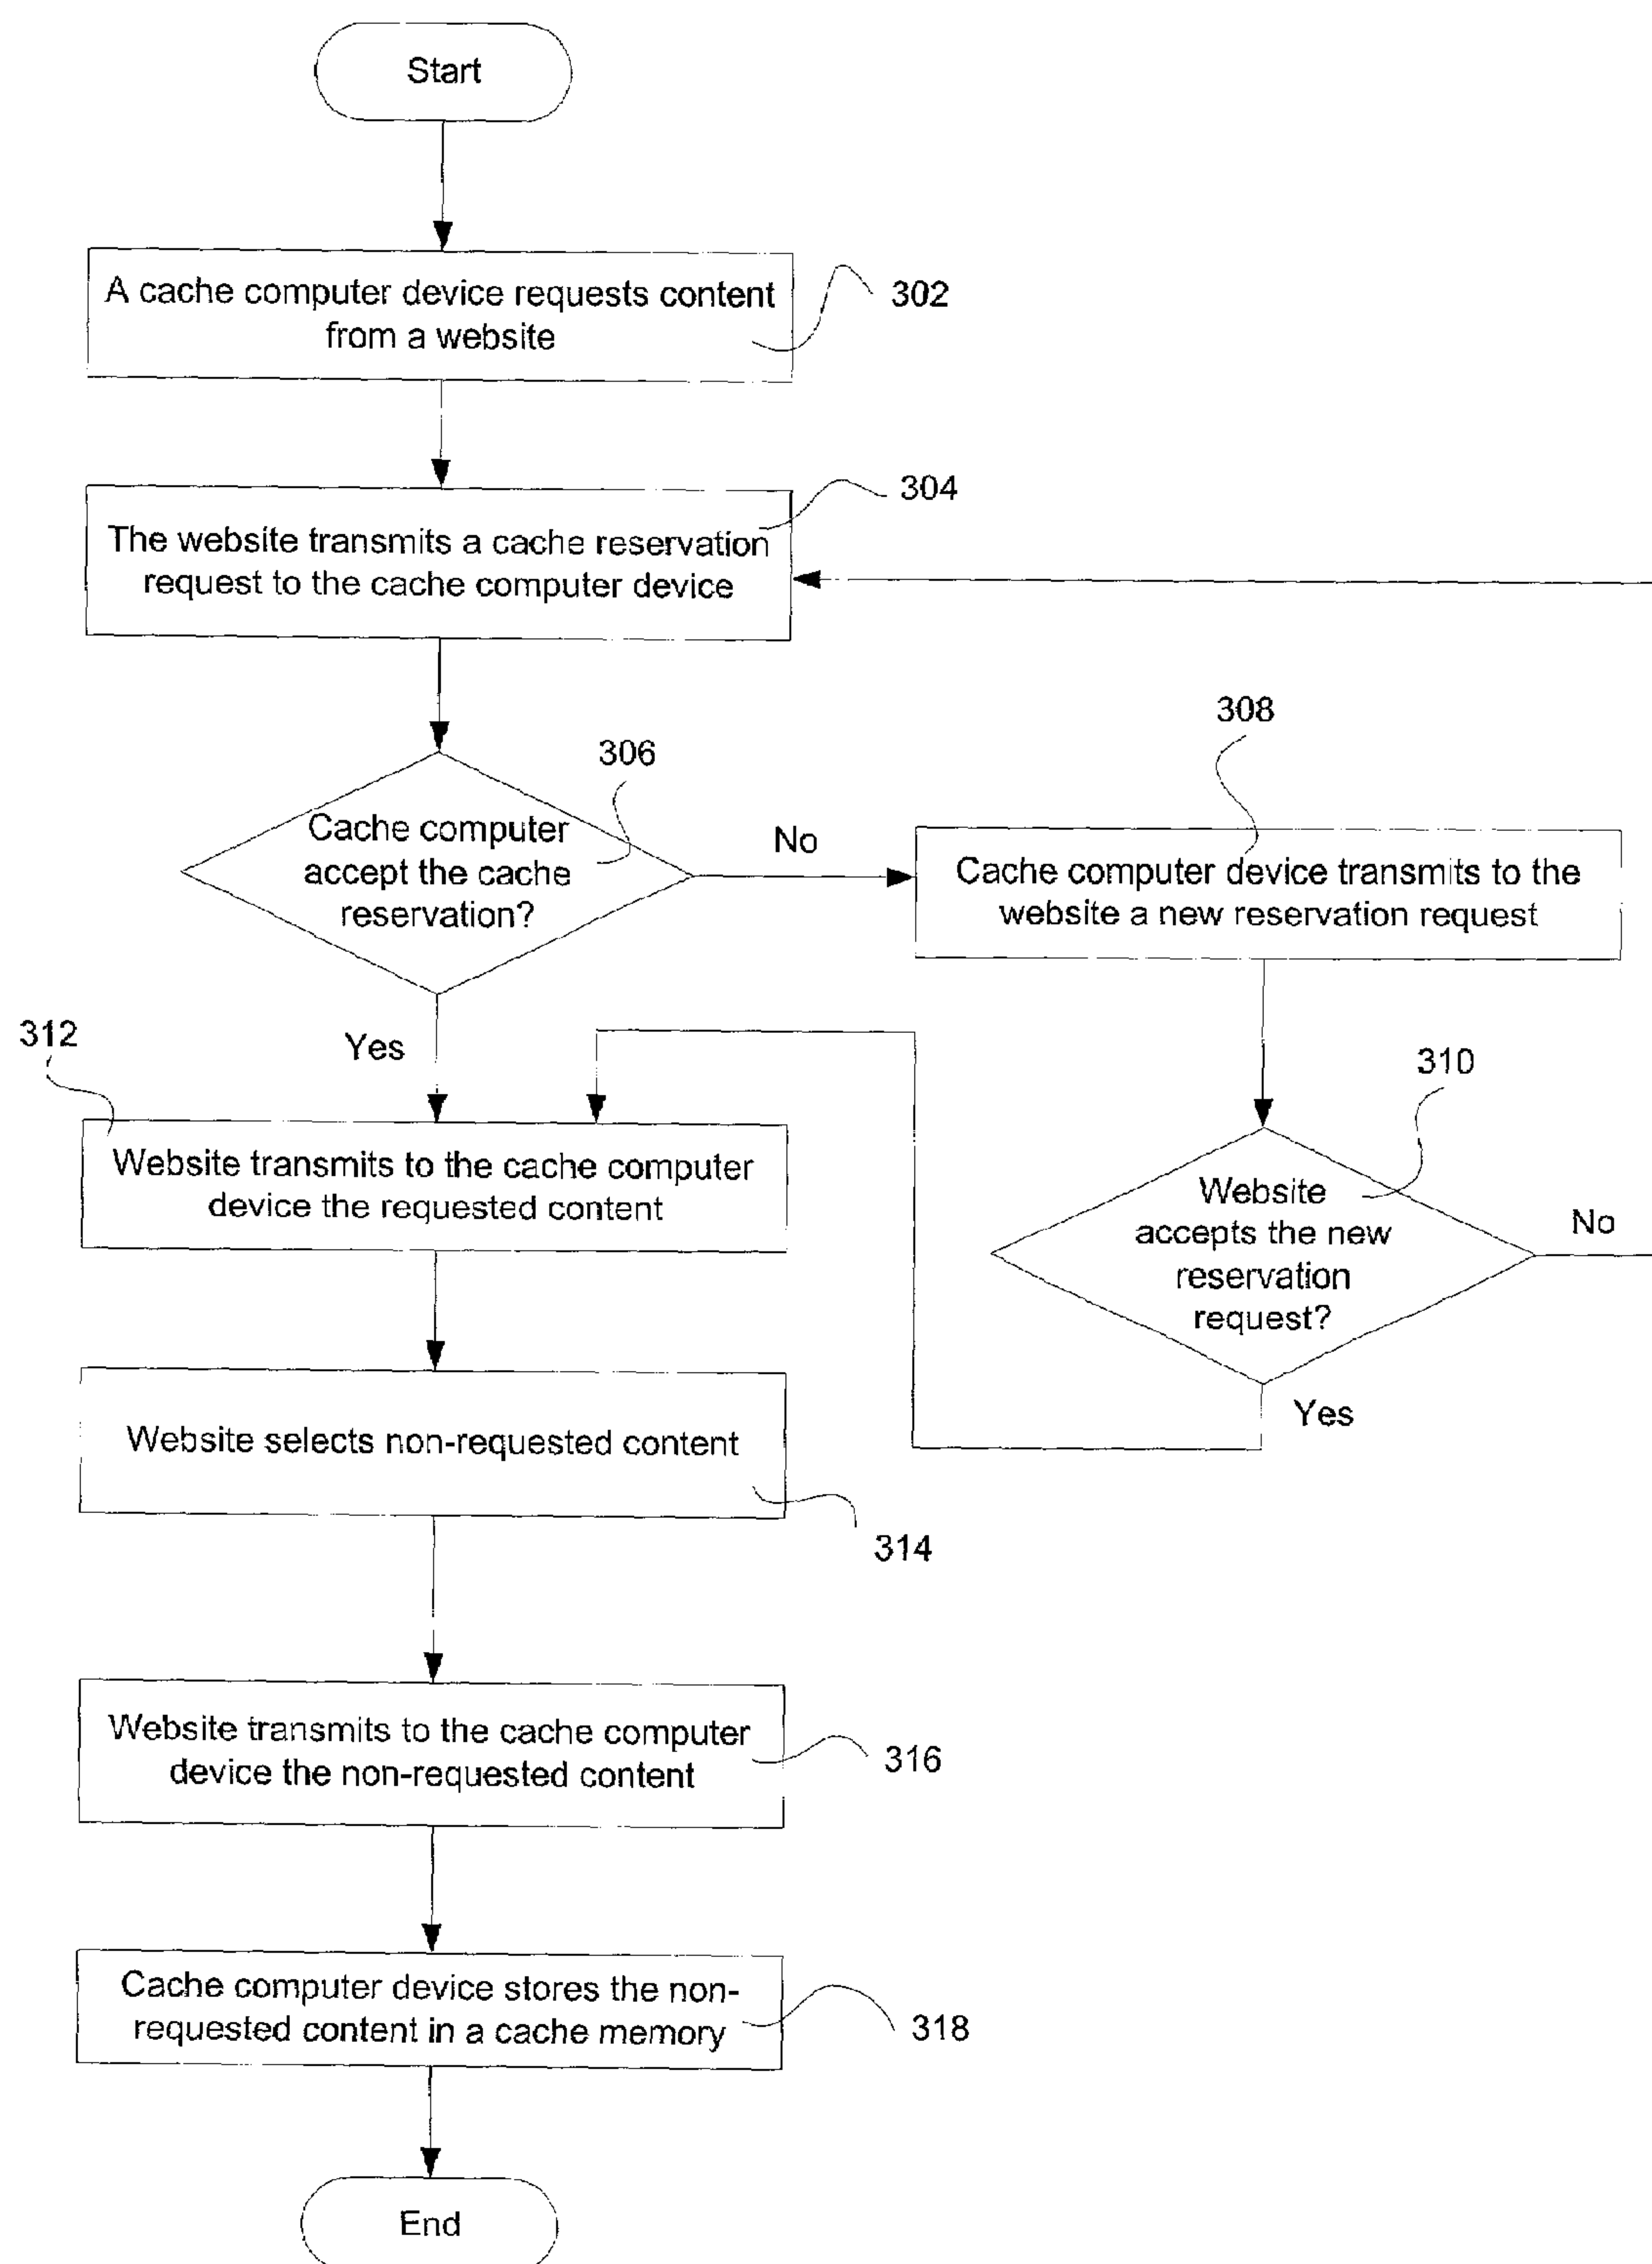 Start
A cache computer device requests content
from a website
302
The website transmits a cache reservation
request to the cache computer device
304
306
Cache computer
accept the cache
reservation?
No
308
Cache computer device transmits to the
website a new reservation request
Yes
310
Website
accepts the new
reservation
request?
No
Yes
312
Website transmits to the cache computer
device the requested content
Website selects non-requested content
314
Website transmits to the cache computer
device the non-requested content
316
Cache computer device stores the non-
requested content in a cache memory
318
End